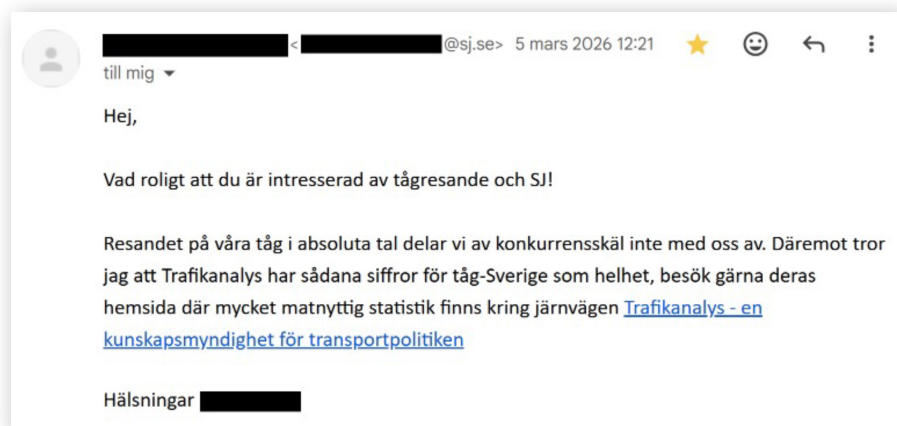 <@sj.se> 5 mars 2026 12:21
till mig
Hej,
Vad roligt att du är intresserad av tågresande och SJ!
Resandet på våra tåg i absoluta tal delar vi av konkurrensskäl inte med oss av. Däremot tror
jag att Trafikanalys har sådana siffror för tåg-Sverige som helhet, besök gärna deras
hemsida där mycket matnyttig statistik finns kring järnvägen Trafikanalys - en
kunskapsmyndighet för transportpolitiken
Hälsningar